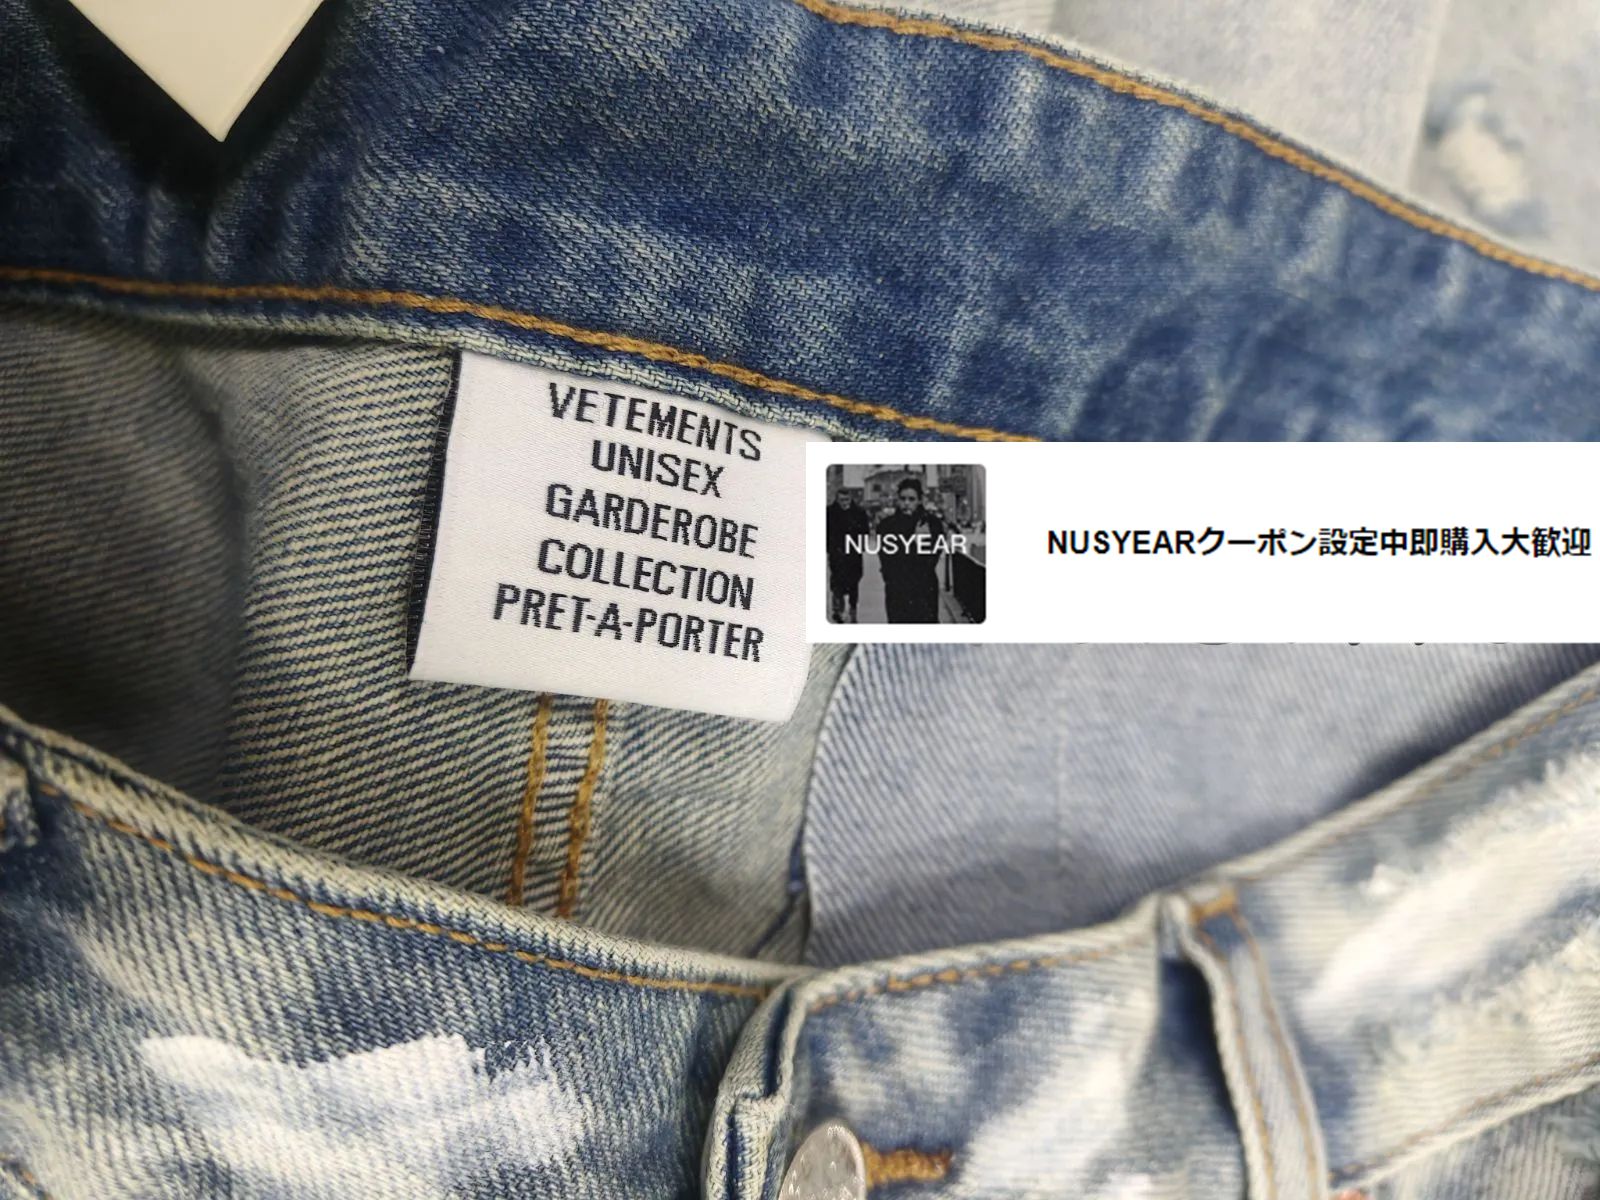 VETEMENTS
UNISEX
GARDEROBE
COLLECTION
PRET-A-PORTER
NUSYEAR
NUSYEARクーポン設定中即購入大歓迎